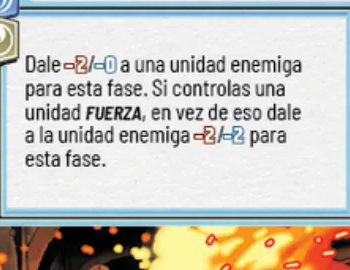 Dale -2/-0 a una unidad enemiga
para esta fase. Si controlas una
unidad FUERZA, en vez de eso dale
a la unidad enemiga -2/-2 para
esta fase.